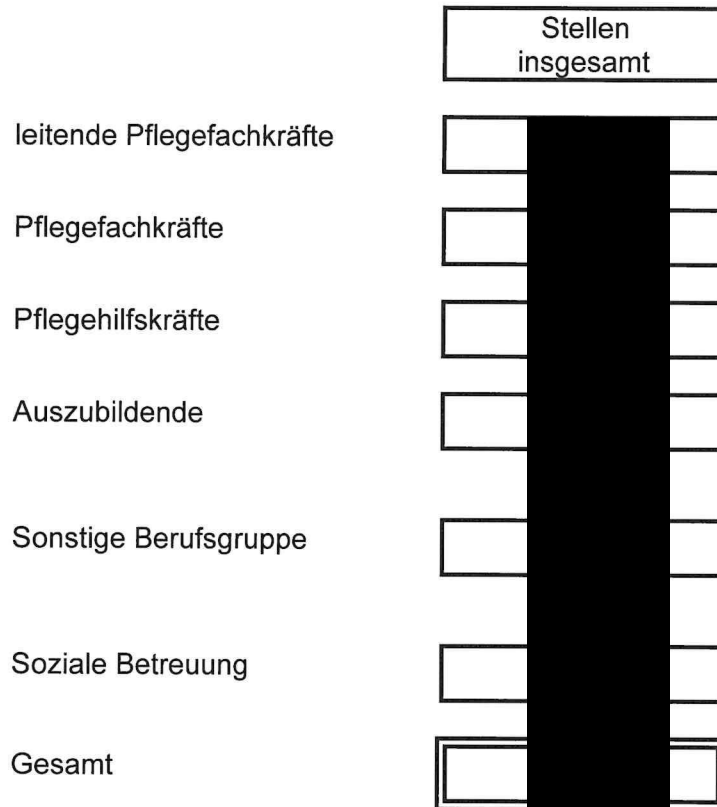 Stellen
insgesamt
leitende Pflegefachkräfte
Pflegefachkräfte
Pflegehilfskräfte
Auszubildende
Sonstige Berufsgruppe
Soziale Betreuung
Gesamt